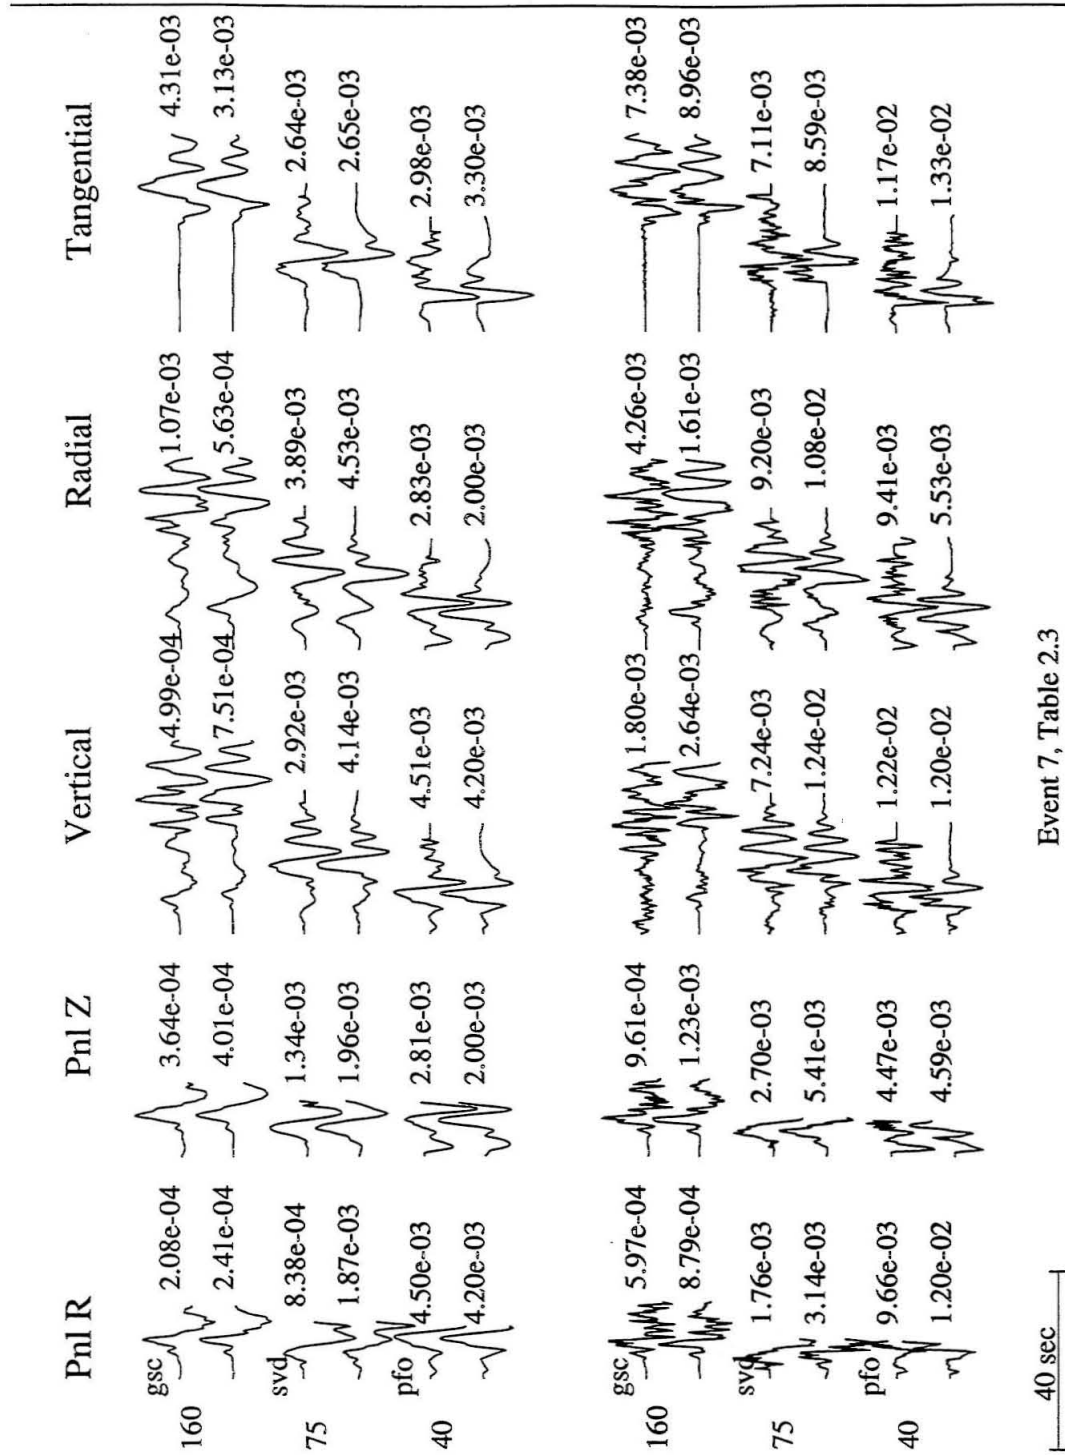 Pnl R Pnl Z Vertical Radial Tangential
gsc 2.08e-04 3.64e-04 4.99e-04 1.07e-03 4.31e-03
160 2.41e-04 4.01e-04 7.51e-04 5.63e-04 3.13e-03
svd 8.38e-04 1.34e-03 2.92e-03 3.89e-03 2.64e-03
75 1.87e-03 1.96e-03 4.14e-03 4.53e-03 2.65e-03
pfo 4.50e-03 2.81e-03 4.51e-03 2.83e-03 2.98e-03
40 4.20e-03 2.00e-03 4.20e-03 2.00e-03 3.30e-03
gsc 5.97e-04 9.61e-04 1.80e-03 4.26e-03 7.38e-03
160 8.79e-04 1.23e-03 2.64e-03 1.61e-03 8.96e-03
svd 1.76e-03 2.70e-03 7.24e-03 9.20e-03 7.11e-03
75 3.14e-03 5.41e-03 1.24e-02 1.08e-02 8.59e-03
pfo 9.66e-03 4.47e-03 1.22e-02 9.41e-03 1.17e-02
40 1.20e-02 4.59e-03 1.20e-02 5.53e-03 1.33e-02
40 sec
Event 7, Table 2.3